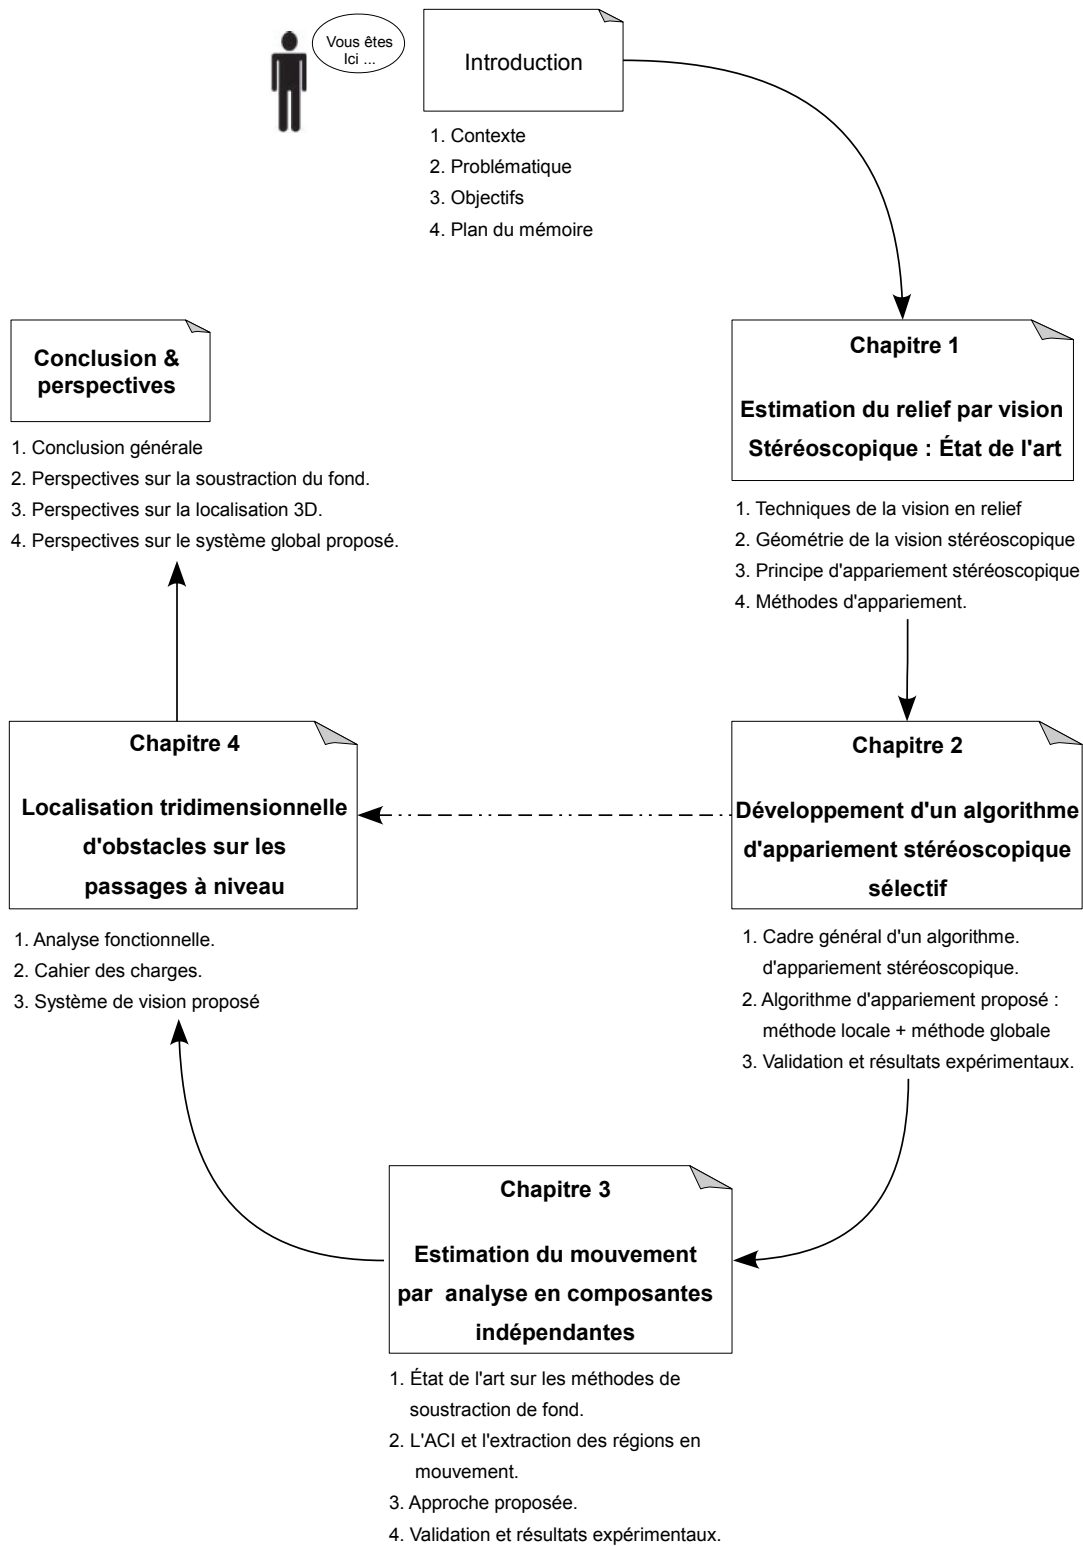 Vous êtes
Ici ...
Introduction
1. Contexte
2. Problématique
3. Objectifs
4. Plan du mémoire
Chapitre 1
Estimation du relief par vision
Stéréoscopique : État de l'art
1. Techniques de la vision en relief
2. Géométrie de la vision stéréoscopique
3. Principe d'appariement stéréoscopique
4. Méthodes d'appariement.
Chapitre 2
Développement d'un algorithme
d'appariement stéréoscopique
sélectif
1. Cadre général d'un algorithme.
d'appariement stéréoscopique.
2. Algorithme d'appariement proposé :
méthode locale + méthode globale
3. Validation et résultats expérimentaux.
Chapitre 3
Estimation du mouvement
par analyse en composantes
indépendantes
1. État de l'art sur les méthodes de
soustraction de fond.
2. L'ACI et l'extraction des régions en
mouvement.
3. Approche proposée.
4. Validation et résultats expérimentaux.
Chapitre 4
Localisation tridimensionnelle
d'obstacles sur les
passages à niveau
1. Analyse fonctionnelle.
2. Cahier des charges.
3. Système de vision proposé
Conclusion &
perspectives
1. Conclusion générale
2. Perspectives sur la soustraction du fond.
3. Perspectives sur la localisation 3D.
4. Perspectives sur le système global proposé.